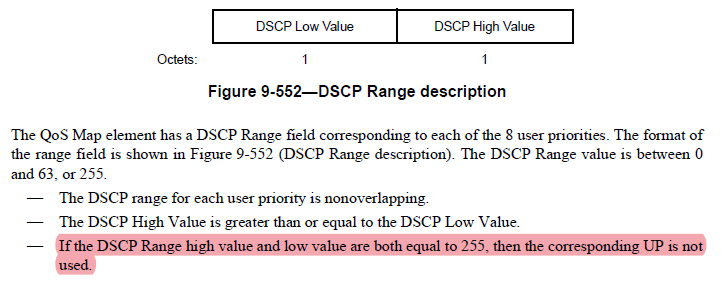 DSCP Low Value DSCP High Value
Octets: 1 1
Figure 9-552—DSCP Range description
The QoS Map element has a DSCP Range field corresponding to each of the 8 user priorities. The format of
the range field is shown in Figure 9-552 (DSCP Range description). The DSCP Range value is between 0
and 63, or 255.
— The DSCP range for each user priority is nonoverlapping.
— The DSCP High Value is greater than or equal to the DSCP Low Value.
— If the DSCP Range high value and low value are both equal to 255, then the corresponding UP is not
used.